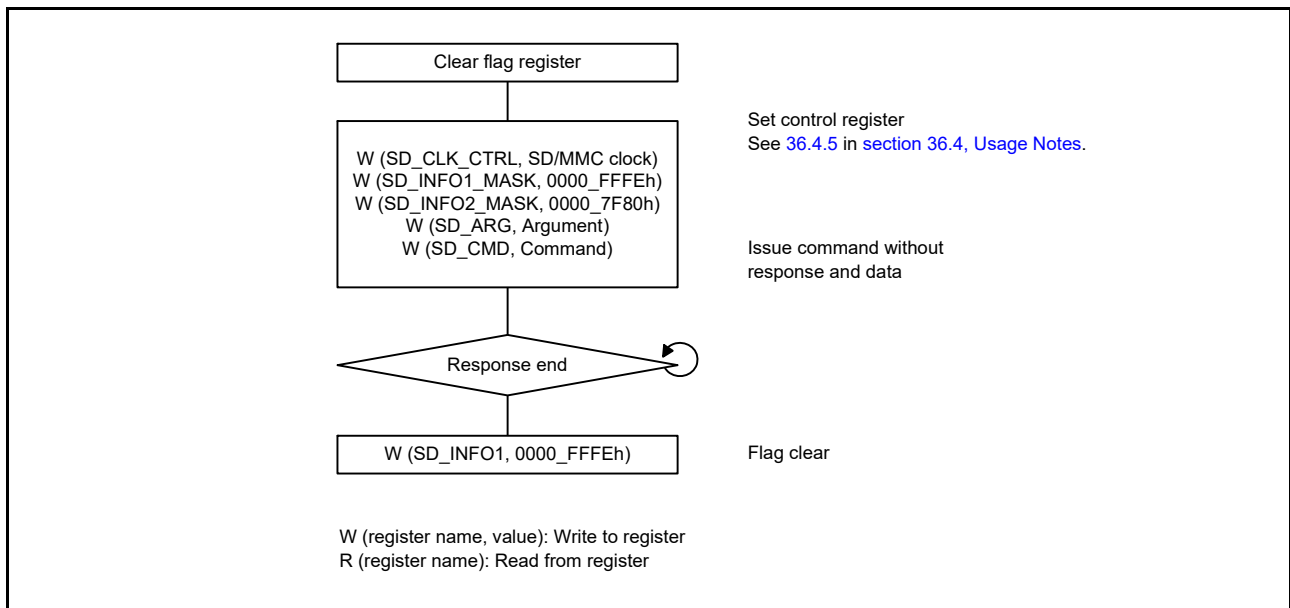 Clear flag register
Set control register
See 36.4.5 in section 36.4, Usage Notes.
W (SD_CLK_CTRL, SD/MMC clock)
W (SD_INFO1_MASK, 0000_FFFEh)
W (SD_INFO2_MASK, 0000_7F80h)
W (SD_ARG, Argument)
W (SD_CMD, Command)
Issue command without
response and data
Response end
W (SD_INFO1, 0000_FFFEh)
Flag clear
W (register name, value): Write to register
R (register name): Read from register